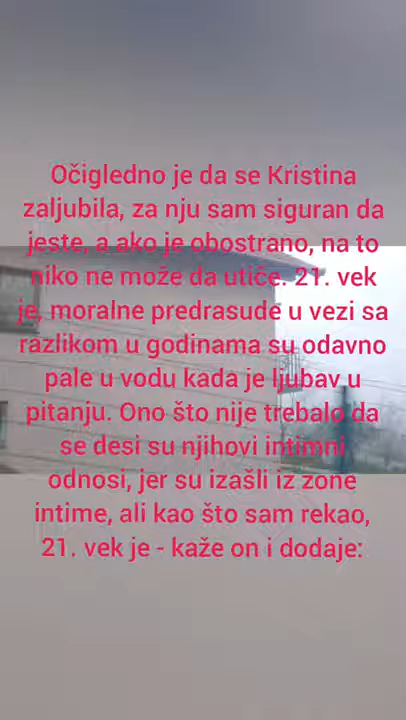 Očigledno je da se Kristina
zaljubila, za nju sam siguran da
jeste, a ako je obostrano, na to
niko ne može da utiče. 21. vek
je, moralne predrasude u vezi sa
razlikom u godinama su odavno
pale u vodu kada je ljubav u
pitanju. Ono što nije trebalo da
se desi su njihovi intimni
odnosi, jer su izašli iz zone
intime, ali kao što sam rekao,
21. vek je - kaže on i dodaje: